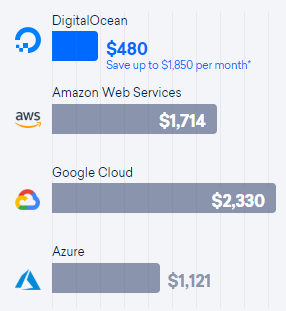 DigitalOcean
$480
Save up to $1,850 per month*
Amazon Web Services
aws
$1,714
Google Cloud
$2,330
Azure
$1,121